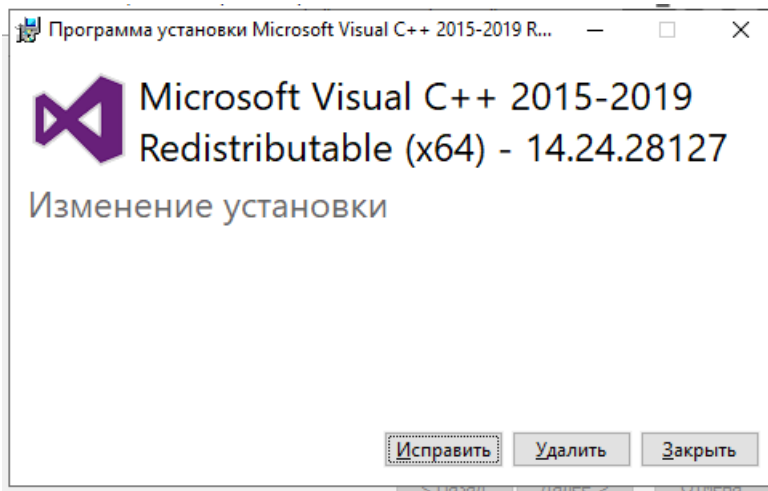 Программа установки Microsoft Visual C++ 2015-2019 R...
Microsoft Visual C++ 2015-2019
Redistributable (x64) - 14.24.28127
Изменение установки
Исправить Удалить Закрыть